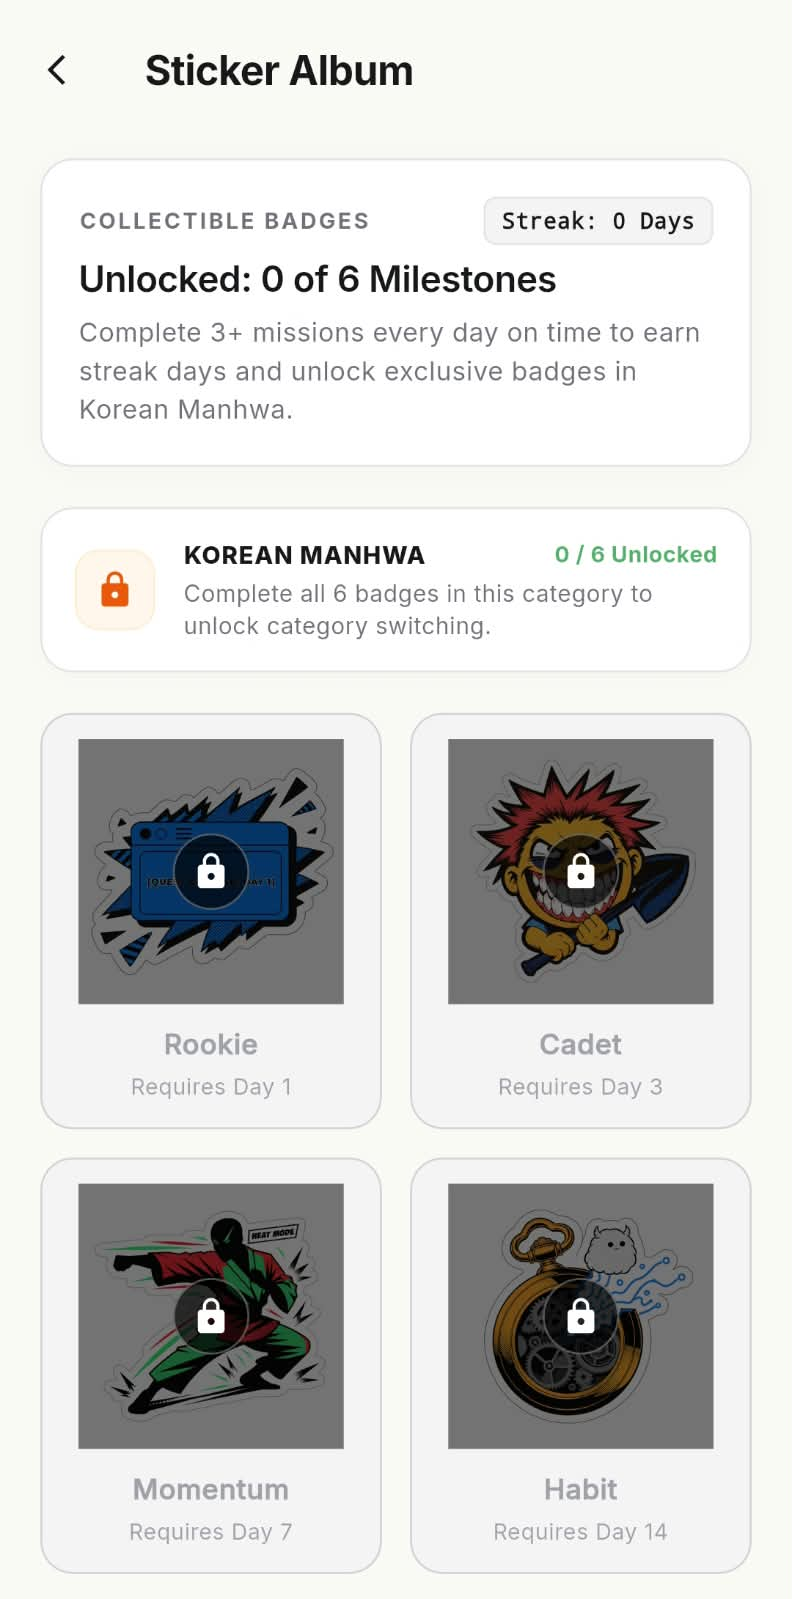 Sticker Album
COLLECTIBLE BADGES
Streak: 0 Days
Unlocked: 0 of 6 Milestones
Complete 3+ missions every day on time to earn
streak days and unlock exclusive badges in
Korean Manhwa.
KOREAN MANHWA
0 / 6 Unlocked
Complete all 6 badges in this category to
unlock category switching.
DAY 1]
Rookie
Requires Day 1
Cadet
Requires Day 3
HEAT MODE
Momentum
Requires Day 7
Habit
Requires Day 14